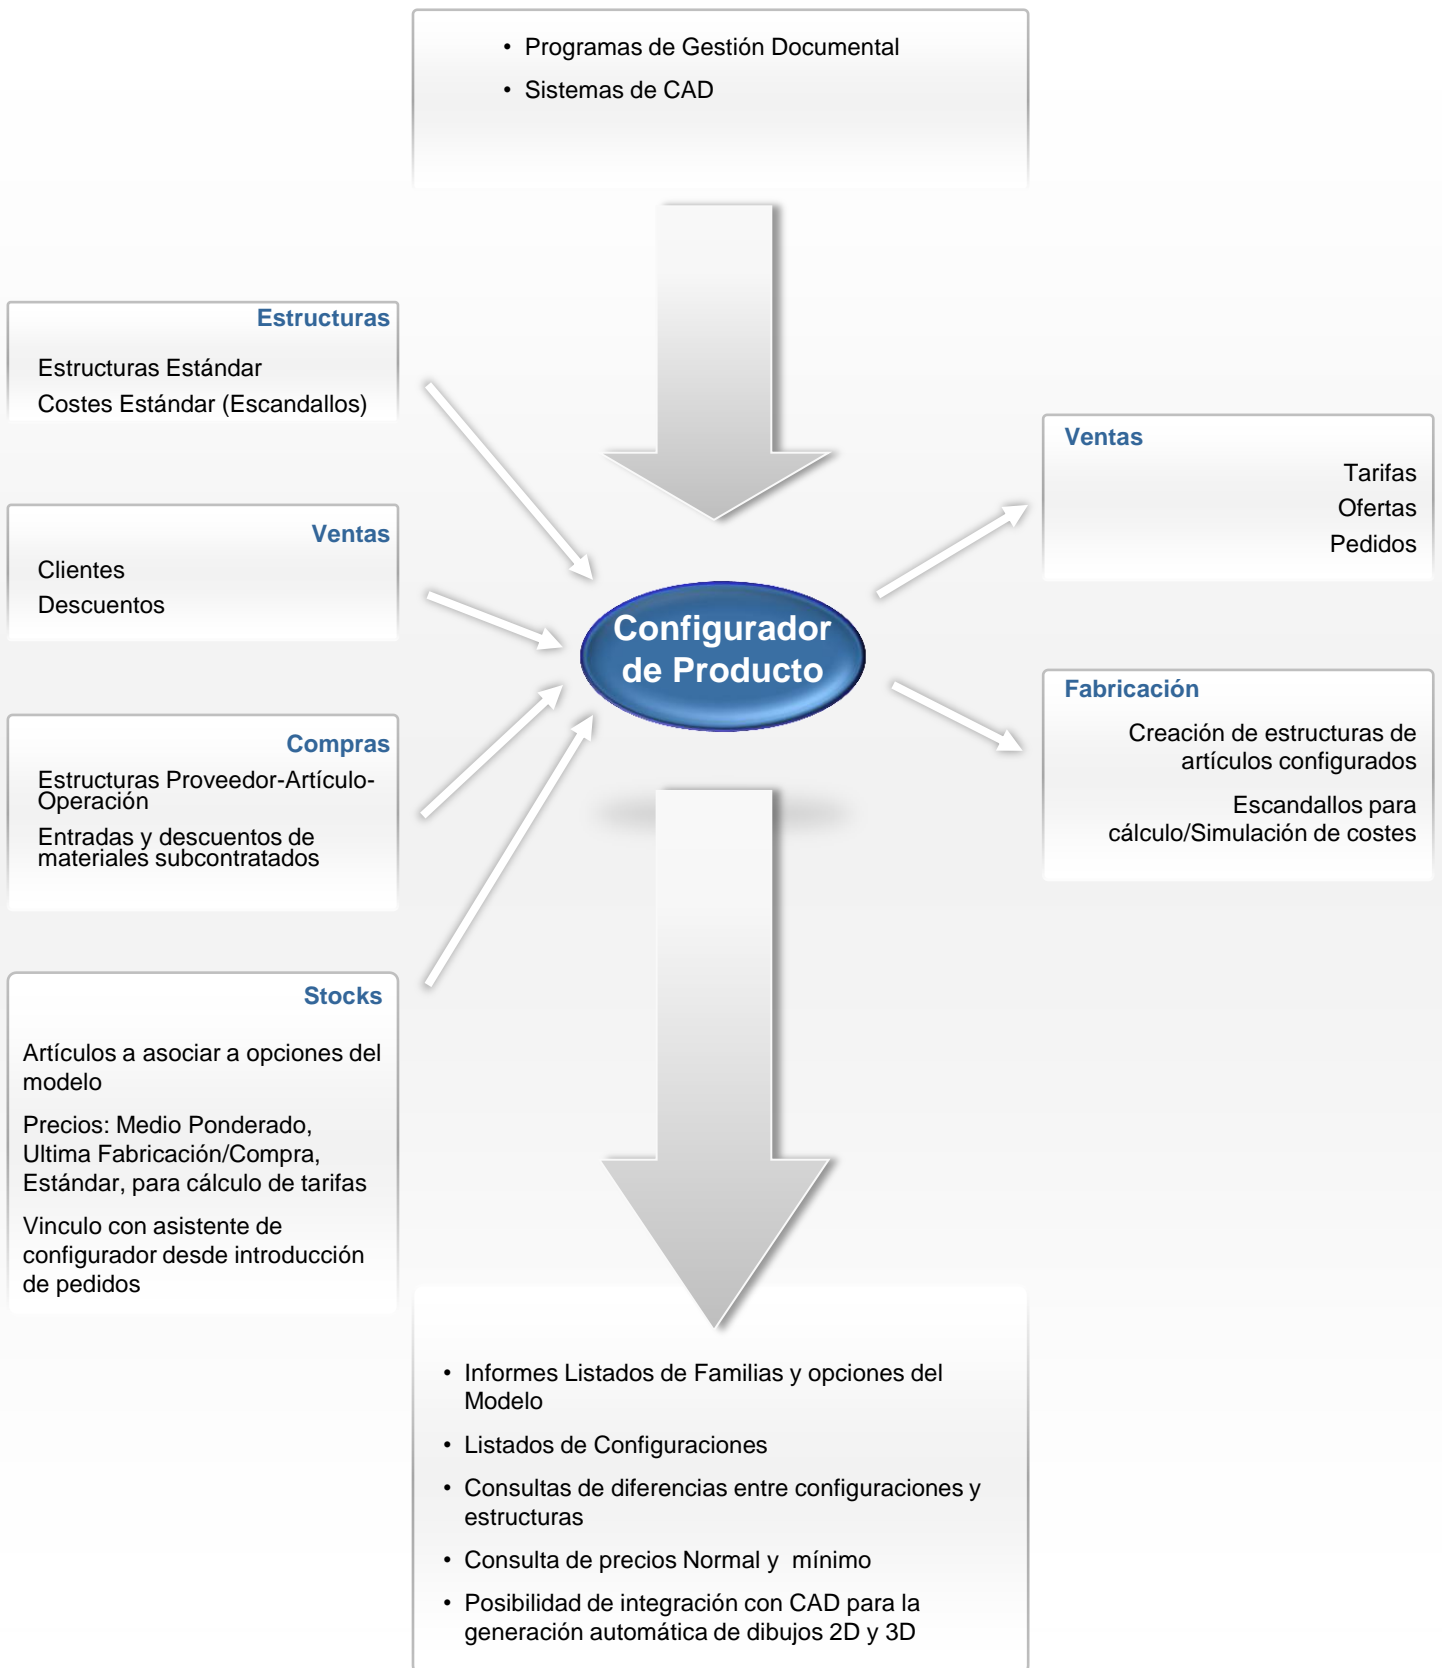 • Programas de Gestión Documental
• Sistemas de CAD
Estructuras
Estructuras Estándar
Costes Estándar (Escandallos)
Ventas
Clientes
Descuentos
Compras
Estructuras Proveedor-Artículo-
Operación
Entradas y descuentos de
materiales subcontratados
Stocks
Artículos a asociar a opciones del
modelo
Precios: Medio Ponderado,
Ultima Fabricación/Compra,
Estándar, para cálculo de tarifas
Vinculo con asistente de
configurador desde introducción
de pedidos
Configurador
de Producto
Ventas
Tarifas
Ofertas
Pedidos
Fabricación
Creación de estructuras de
artículos configurados
Escandallos para
cálculo/Simulación de costes
• Informes Listados de Familias y opciones del
Modelo
• Listados de Configuraciones
• Consultas de diferencias entre configuraciones y
estructuras
• Consulta de precios Normal y mínimo
• Posibilidad de integración con CAD para la
generación automática de dibujos 2D y 3D